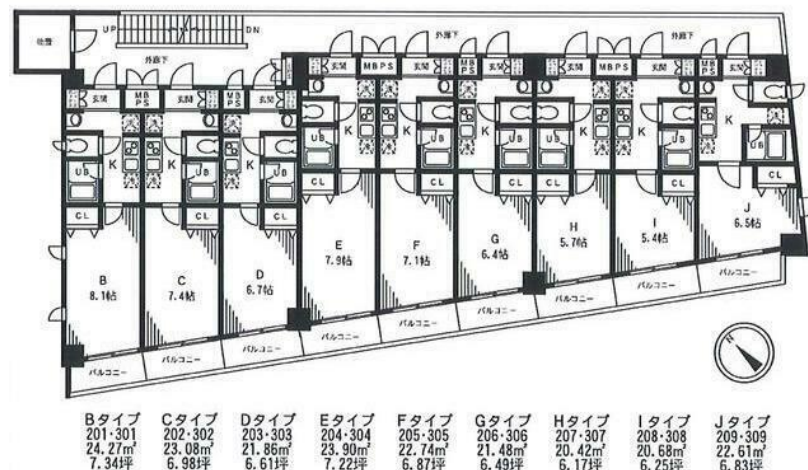 UP
DN
外廊下
外廊下
外廊下
玄関
MB
PS
玄関
MB
PS
玄関
玄関
MBPS
玄関
MB
PS
玄関
玄関
MBPS
玄関
MB
PS
K
K
K
K
K
K
K
K
K
UB
UB
UB
UB
UB
UB
UB
UB
UB
CL
CL
CL
CL
CL
CL
CL
CL
CL
B
8.1帖
C
7.4帖
D
6.7帖
E
7.9帖
F
7.1帖
G
6.4帖
H
5.7帖
I
5.4帖
J
6.5帖
バルコニー
バルコニー
バルコニー
バルコニー
バルコニー
バルコニー
バルコニー
バルコニー
バルコニー
N
Bタイプ
201・301
24.27㎡
7.34坪
Cタイプ
202・302
23.08㎡
6.98坪
Dタイプ
203・303
21.86㎡
6.61坪
Eタイプ
204・304
23.90㎡
7.22坪
Fタイプ
205・305
22.74㎡
6.87坪
Gタイプ
206・306
21.48㎡
6.49坪
Hタイプ
207・307
20.42㎡
6.17坪
Iタイプ
208・308
20.68㎡
6.25坪
Jタイプ
209・309
22.61㎡
6.83坪